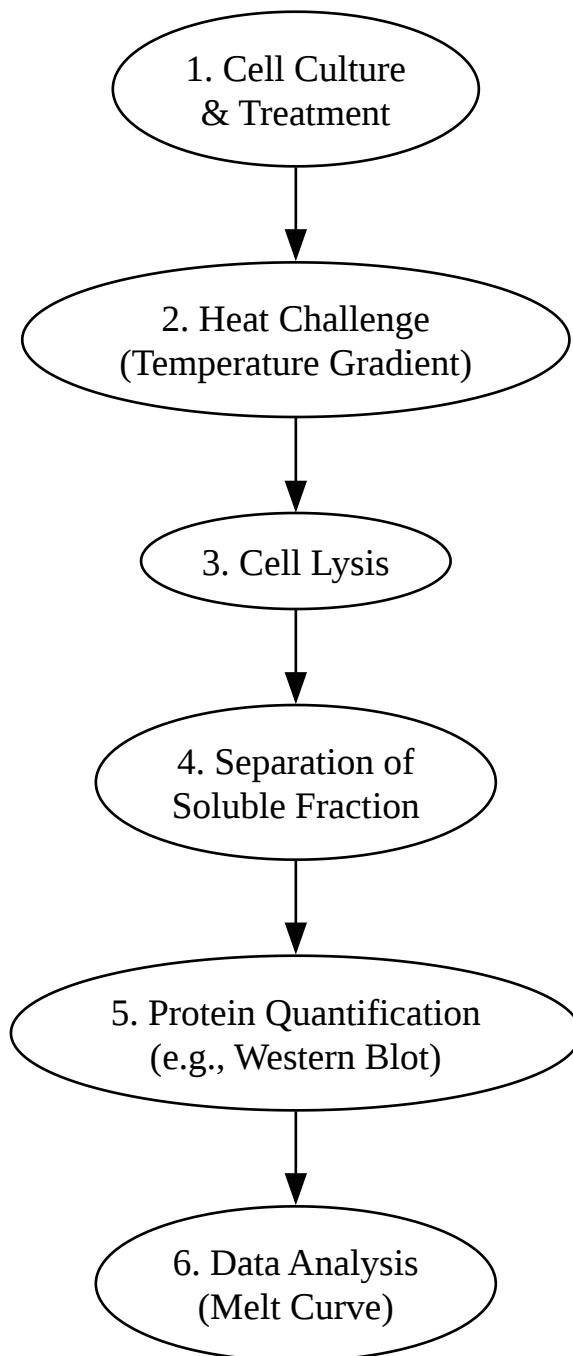 1. Cell Culture
& Treatment
2. Heat Challenge
(Temperature Gradient)
3. Cell Lysis
4. Separation of
Soluble Fraction
5. Protein Quantification
(e.g., Western Blot)
6. Data Analysis
(Melt Curve)